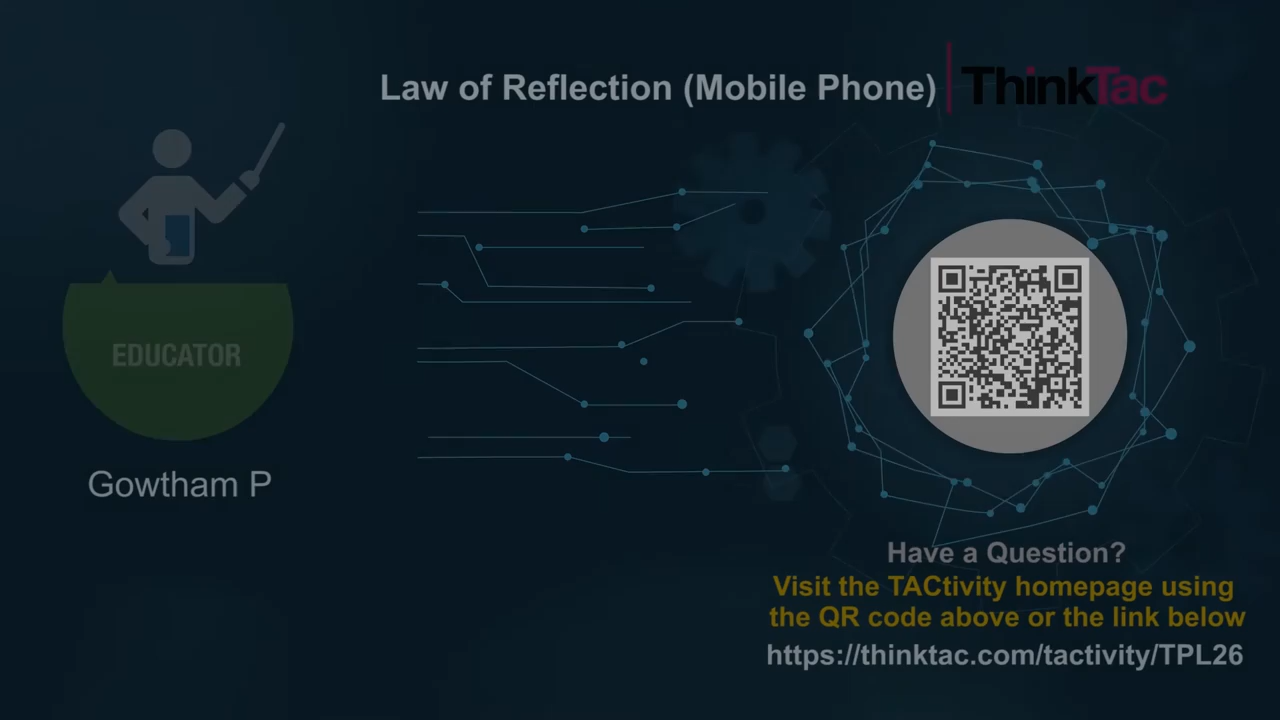 Law of Reflection (Mobile Phone)
ThinkTac
EDUCATOR
Gowtham P
Have a Question?
Visit the TACtivity homepage using
the QR code above or the link below
https://thinktac.com/tactivity/TPL26